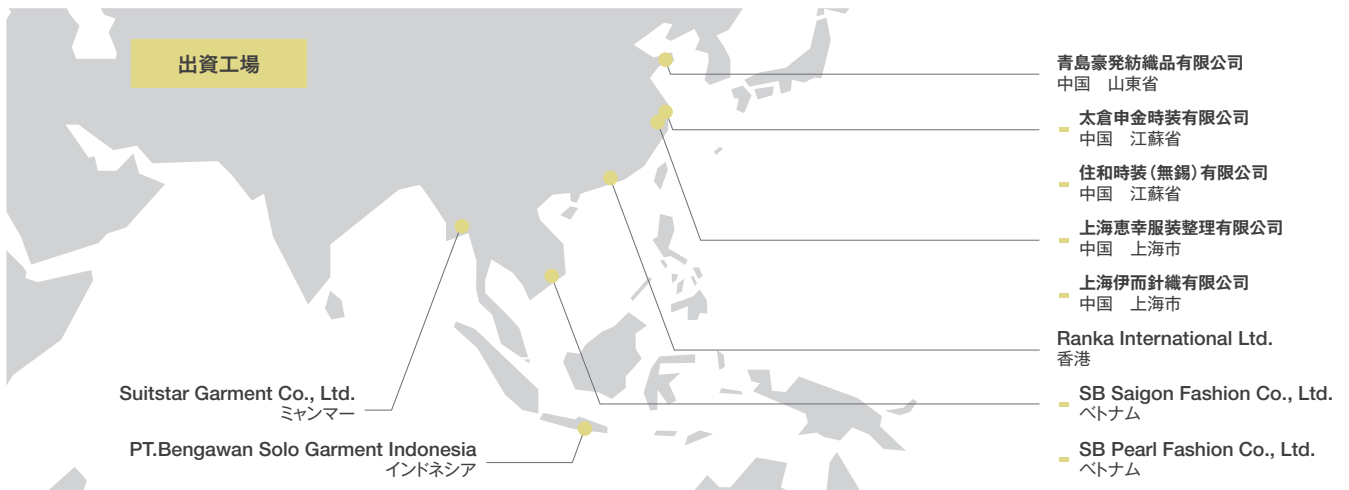 出資工場
青島豪発紡織品有限公司
中国 山東省
太倉申金時装有限公司
中国 江蘇省
住和時装(無錫)有限公司
中国 江蘇省
上海恵幸服装整理有限公司
中国 上海市
上海伊而針織有限公司
中国 上海市
Ranka International Ltd.
香港
SB Saigon Fashion Co., Ltd.
ベトナム
SB Pearl Fashion Co., Ltd.
ベトナム
Suitstar Garment Co., Ltd.
ミャンマー
PT.Bengawan Solo Garment Indonesia
インドネシア